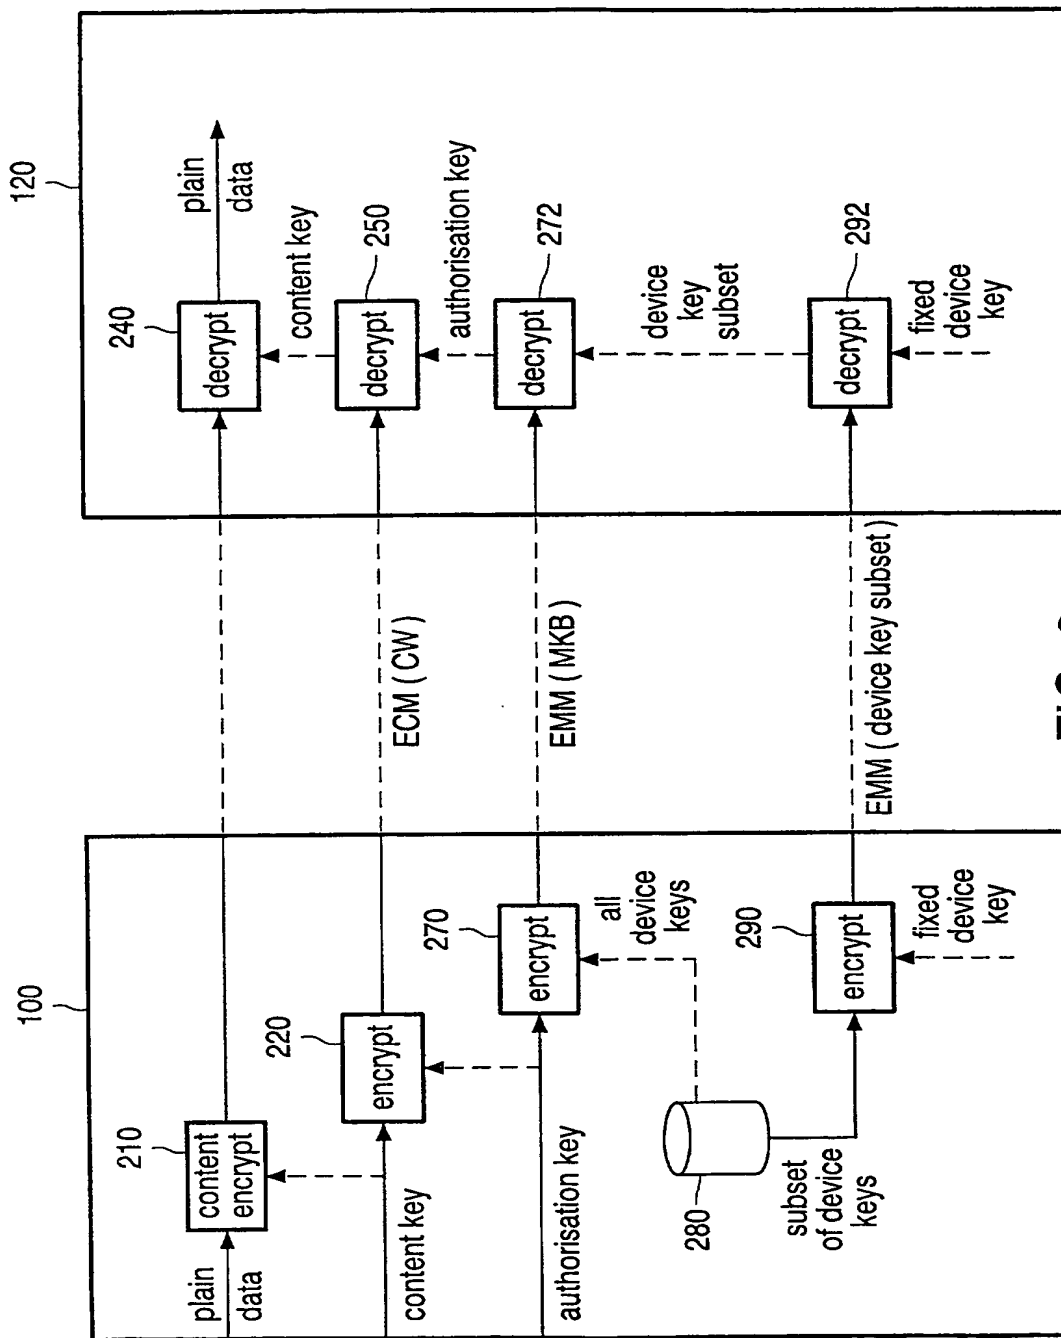 100
120
plain
data
210
content
encrypt
240
decrypt
plain
data
content key
220
encrypt
ECM ( CW )
content key
250
decrypt
authorisation key
270
encrypt
EMM ( MKB )
authorisation key
272
decrypt
all
device
keys
device
key
subset
280
subset
of device
keys
290
encrypt
EMM ( device key subset )
292
decrypt
fixed
device
key
fixed
device
key